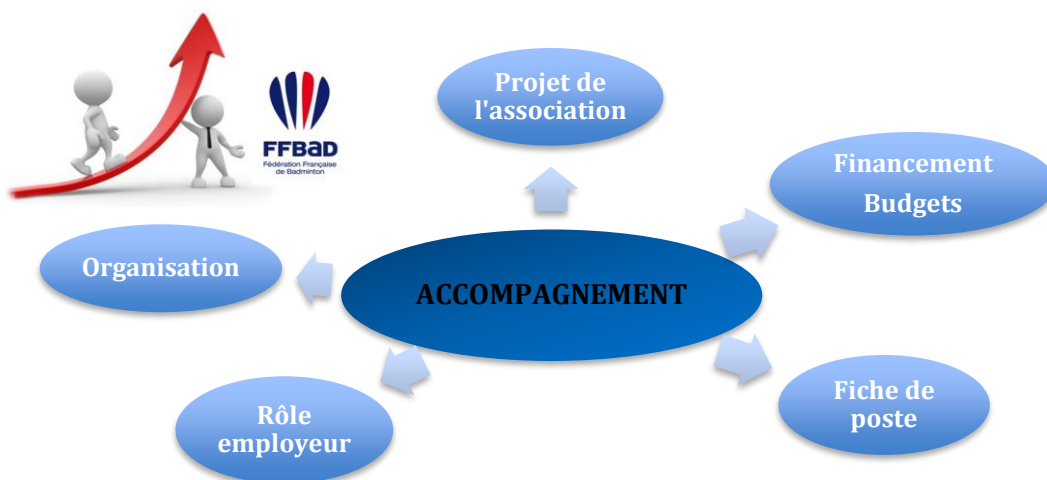 FFBaD
Fédération Française
de Badminton
Projet de
l'association
Financement
Budgets
Organisation
ACCOMPAGNEMENT
Rôle
employeur
Fiche de
poste